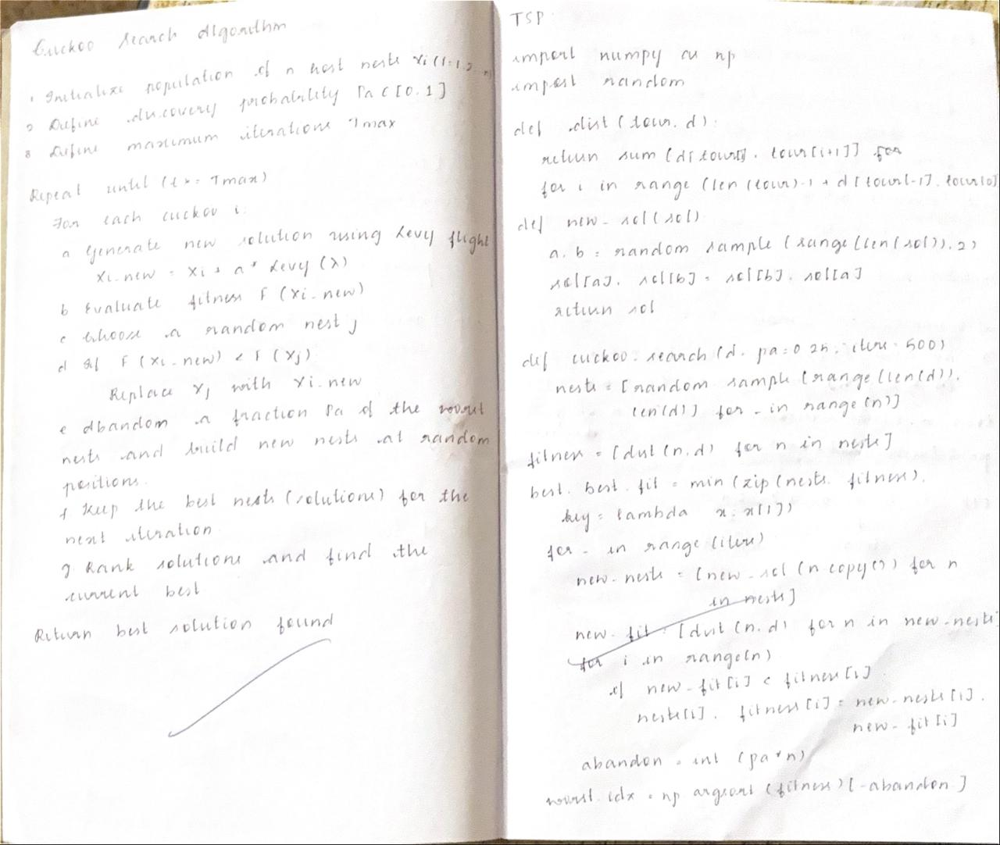 Cuckoo Search Algorithm
1 Initialize population of n host nests xi (i=1,2..n)
2 Define discovery probability Pa ∈ [0,1]
3 Define maximum iterations Tmax
Repeat until (t >= Tmax)
For each cuckoo i:
a Generate new solution using Levy flight
xi_new = xi + a * Levy (λ)
b Evaluate fitness F (xi_new)
c Choose a random nest j
d If F (xi_new) < F (xj)
Replace xj with xi_new
e Abandon a fraction Pa of the worst
nests and build new nests at random
positions.
f Keep the best nests (solutions) for the
next iteration
g Rank solutions and find the
current best
Return best solution found
TSP:
import numpy as np
import random
def dist (tour, d):
return sum (d[tour[i], tour[i+1]] for
for i in range (len (tour)-1 + d[tour[-1], tour[0]
def new_sol (sol)
a, b = random sample (range (len (sol)), 2)
sol[a], sol[b] = sol[b], sol[a]
return sol
def cuckoo_search (d, pa=0.25, iters=500)
nests = [random sample (range (len(d)),
len(d)] for _ in range (n)]
fitness = [dist (n, d) for n in nests]
best, best_fit = min (zip (nests, fitness),
key = lambda x: x[1])
for _ in range (iters)
new_nests = [new_sol (n copy()) for n
in nests]
new_fit = [dist (n, d) for n in new_nests]
for i in range(n)
if new_fit [i] < fitness [i]
nests[i], fitness [i] = new_nests [i],
new_fit [i]
abandon = int (pa*n)
worst_idx = np argsort (fitness) [-abandon:]